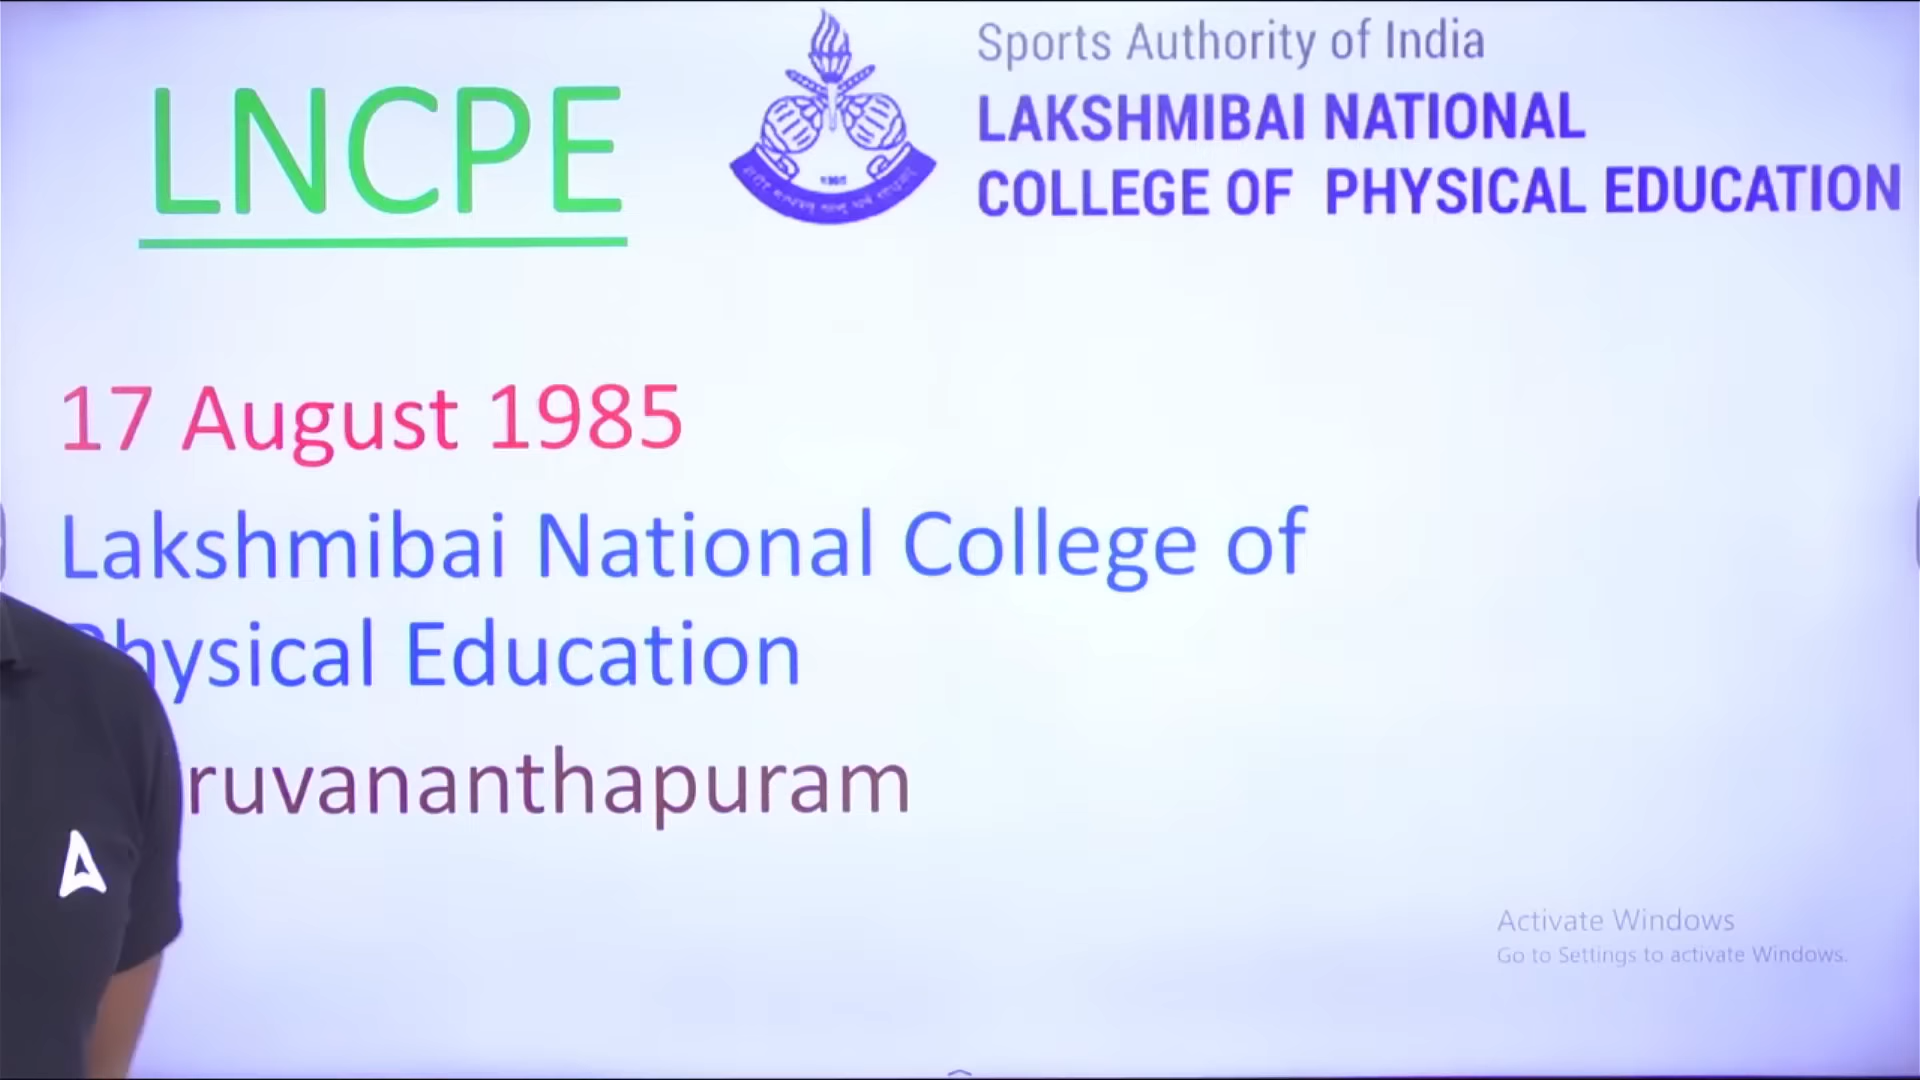 LNCPE
Sports Authority of India
LAKSHMIBAI NATIONAL
COLLEGE OF PHYSICAL EDUCATION
17 August 1985
Lakshmibai National College of
Physical Education
ruvananthapuram
Activate Windows
Go to Settings to activate Windows.